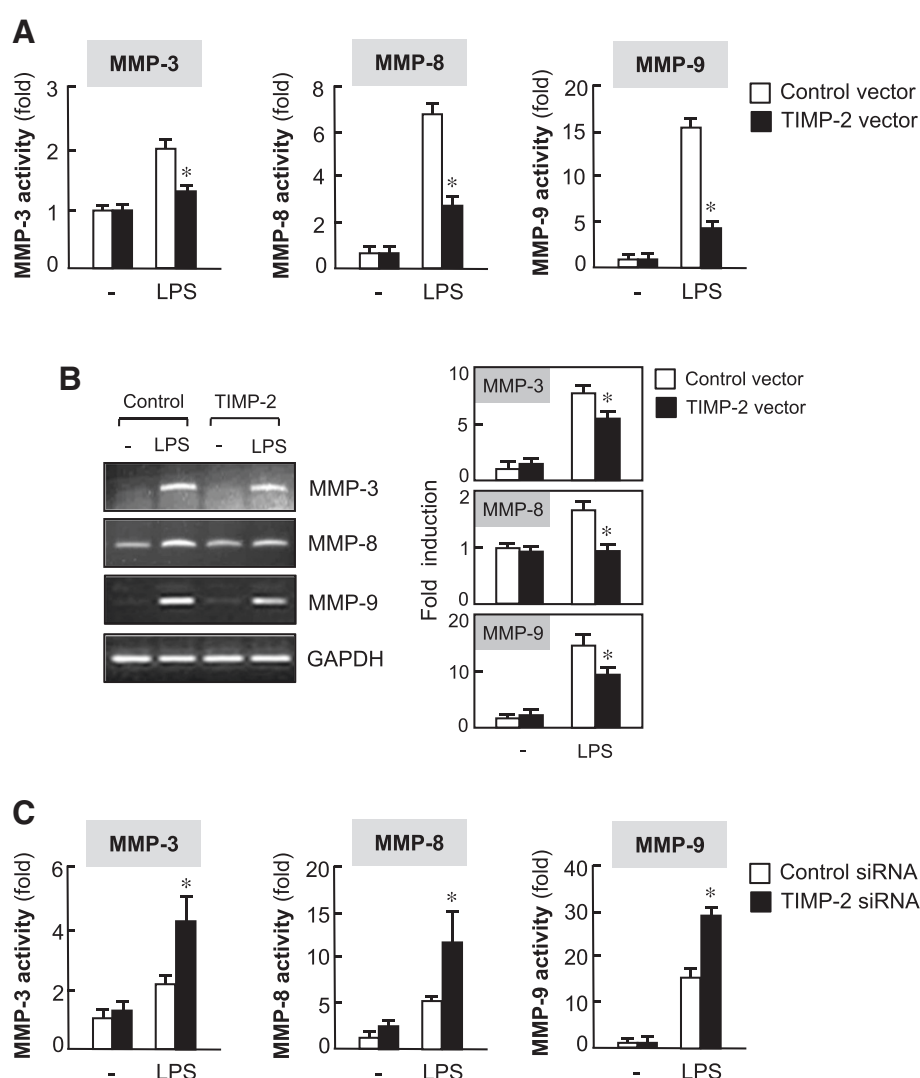 A
MMP-3
MMP-8
MMP-9
MMP-3 activity (fold)
3
2
1
0
- LPS
*
MMP-8 activity (fold)
8
6
4
2
0
- LPS
*
MMP-9 activity (fold)
20
15
10
5
0
- LPS
*
Control vector
TIMP-2 vector
B
Control TIMP-2
- LPS - LPS
MMP-3
MMP-8
MMP-9
GAPDH
Fold induction
10
5
0
MMP-3
*
2
1
0
MMP-8
*
20
10
0
MMP-9
*
- LPS
Control vector
TIMP-2 vector
C
MMP-3
MMP-8
MMP-9
MMP-3 activity (fold)
6
4
2
0
- LPS
*
MMP-8 activity (fold)
20
15
10
5
0
- LPS
*
MMP-9 activity (fold)
40
30
20
10
0
- LPS
*
Control siRNA
TIMP-2 siRNA